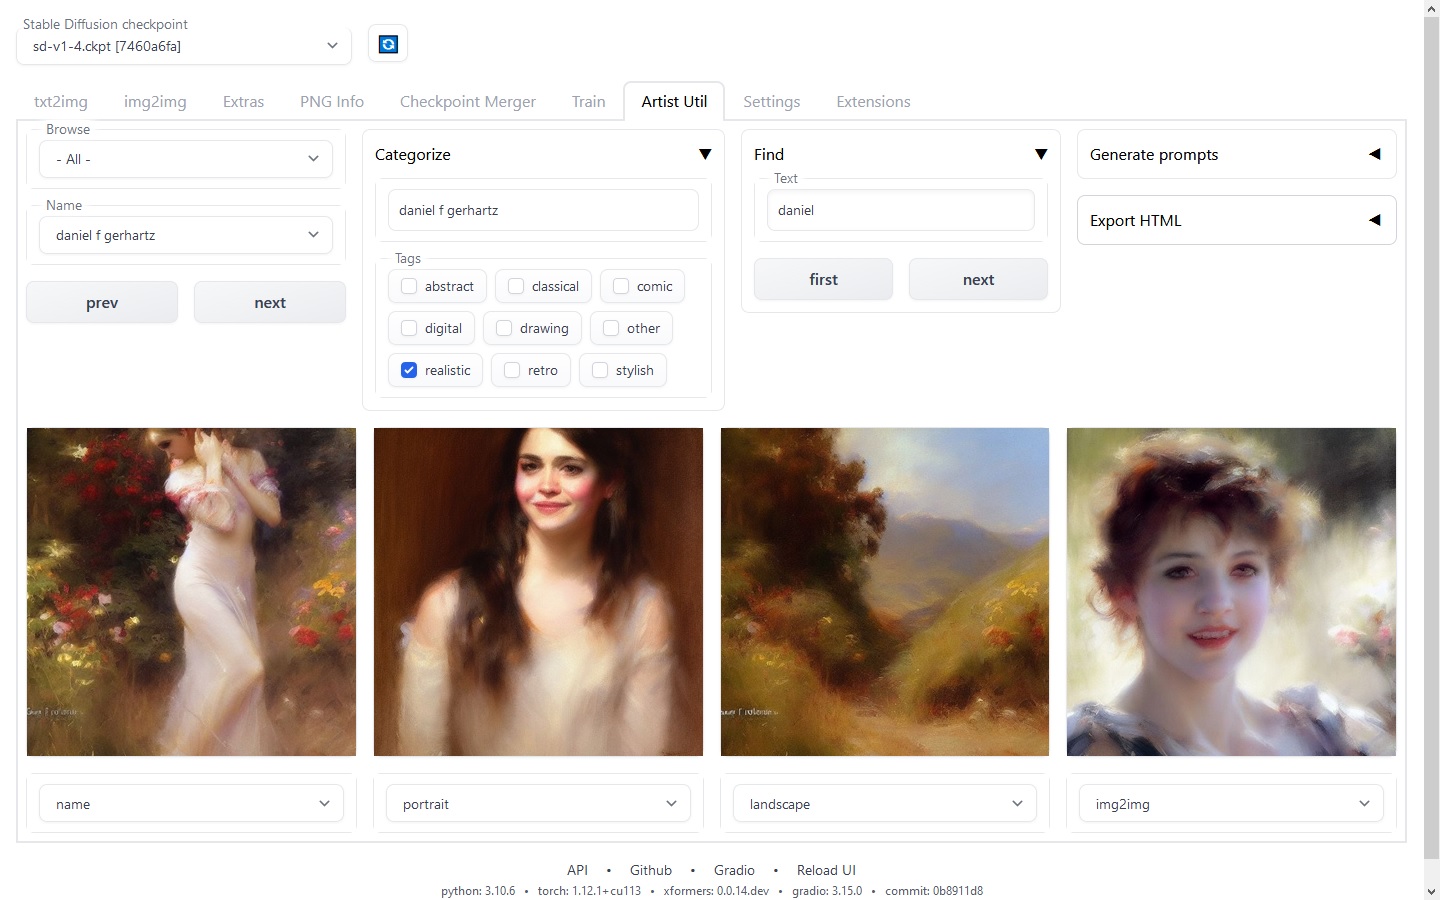 Stable Diffusion checkpoint
sd-v1-4.ckpt [7460a6fa]
txt2img img2img Extras PNG Info Checkpoint Merger Train Artist Util Settings Extensions
Browse
- All -
Name
daniel f gerhartz
prev next
Categorize
daniel f gerhartz
Tags
abstract classical comic
digital drawing other
realistic retro stylish
Find
Text
daniel
first next
Generate prompts
Export HTML
name portrait landscape img2img
API • Github • Gradio • Reload UI
python: 3.10.6 • torch: 1.12.1+cu113 • xformers: 0.0.14.dev • gradio: 3.15.0 • commit: 0b8911d8